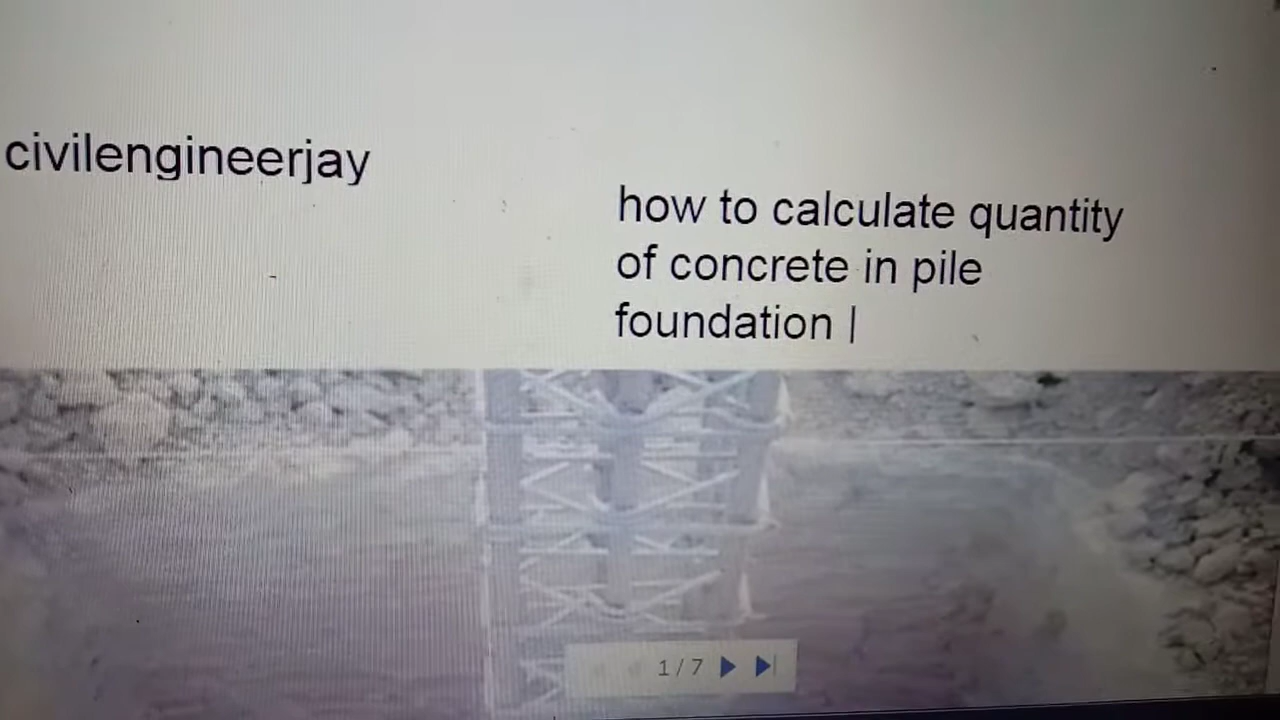 civilengineerjay
how to calculate quantity
of concrete in pile
foundation |
1 / 7